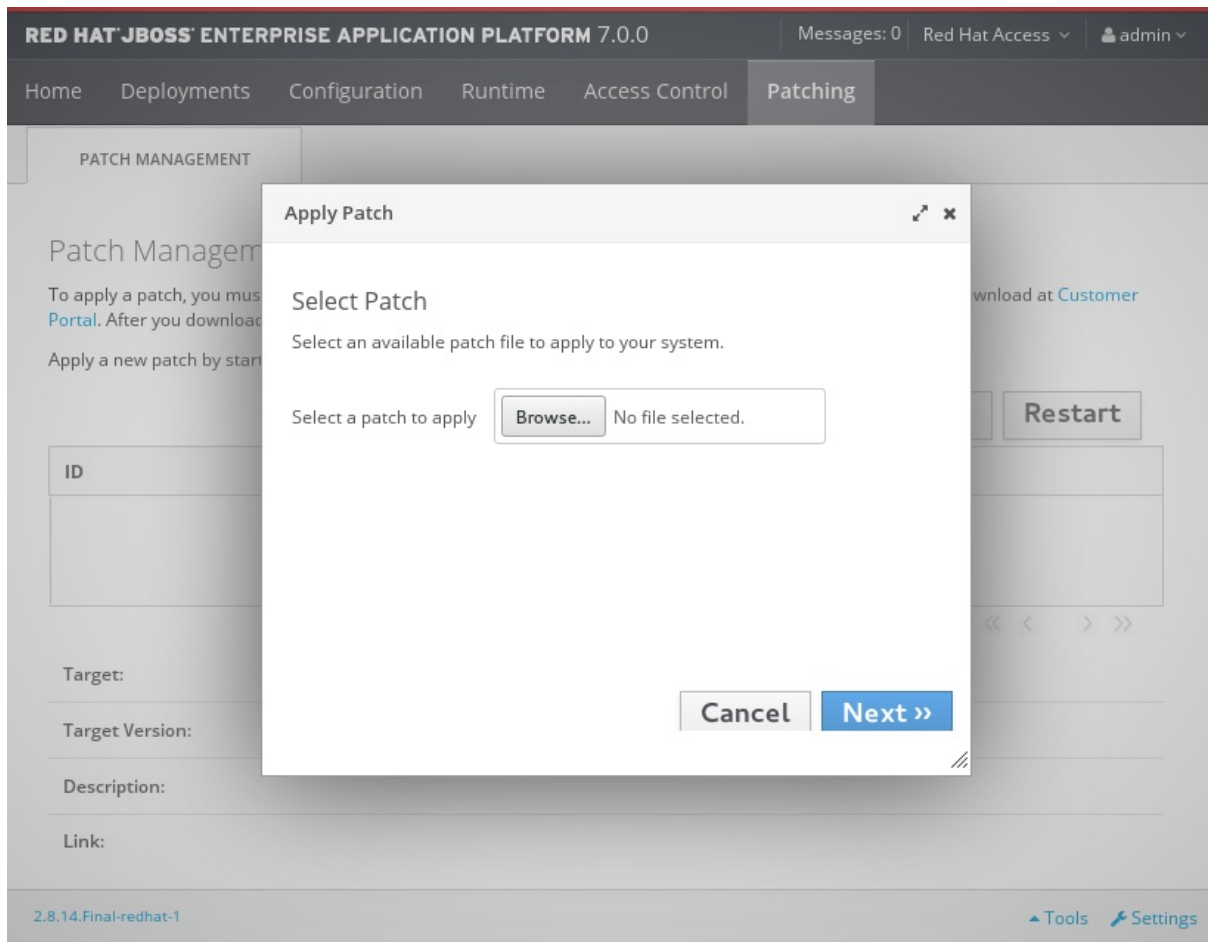 RED HAT JBOSS ENTERPRISE APPLICATION PLATFORM 7.0.0 Messages: 0 Red Hat Access admin
Home Deployments Configuration Runtime Access Control Patching
PATCH MANAGEMENT
Apply Patch
Patch Managem
To apply a patch, you mus wnload at Customer
Portal. After you downloa
Apply a new patch by start
Select Patch
Select an available patch file to apply to your system.
Select a patch to apply Browse... No file selected.
Restart
ID
Cancel Next »
Target:
Target Version:
Description:
Link:
2.8.14.Final-redhat-1 Tools Settings